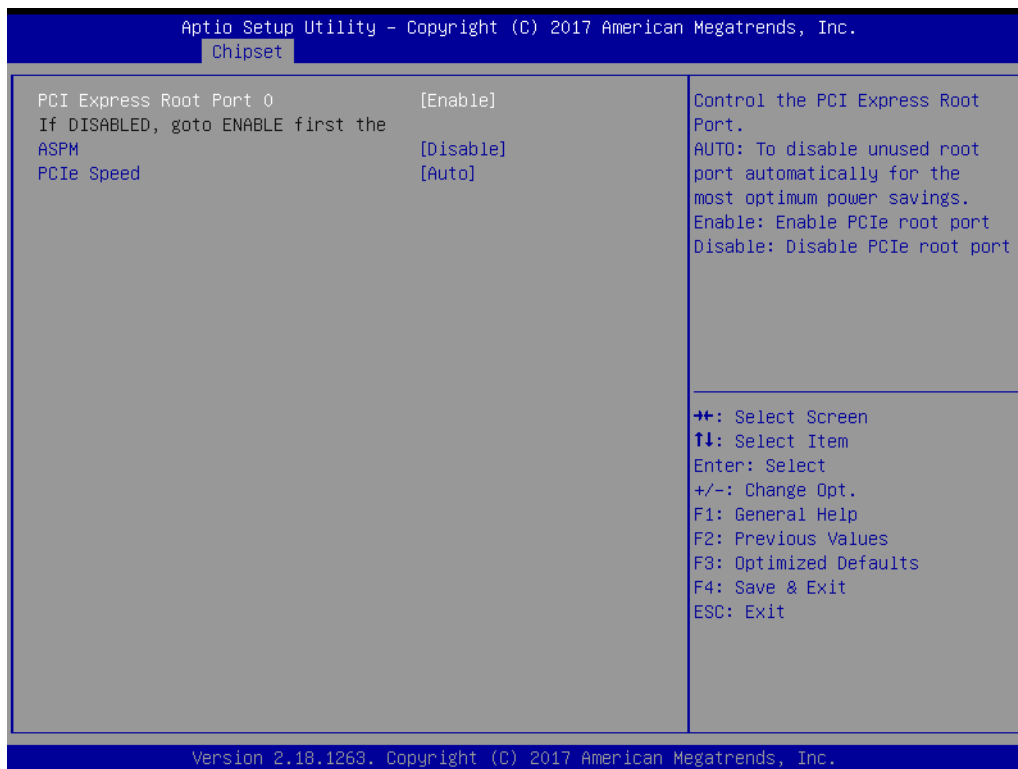 Aptio Setup Utility – Copyright (C) 2017 American Megatrends, Inc.
Chipset
PCI Express Root Port 0 [Enable]
If DISABLED, goto ENABLE first the
ASPM [Disable]
PCIe Speed [Auto]
Control the PCI Express Root
Port.
AUTO: To disable unused root
port automatically for the
most optimum power savings.
Enable: Enable PCIe root port
Disable: Disable PCIe root port
→←: Select Screen
↑↓: Select Item
Enter: Select
+/-: Change Opt.
F1: General Help
F2: Previous Values
F3: Optimized Defaults
F4: Save & Exit
ESC: Exit
Version 2.18.1263. Copyright (C) 2017 American Megatrends, Inc.